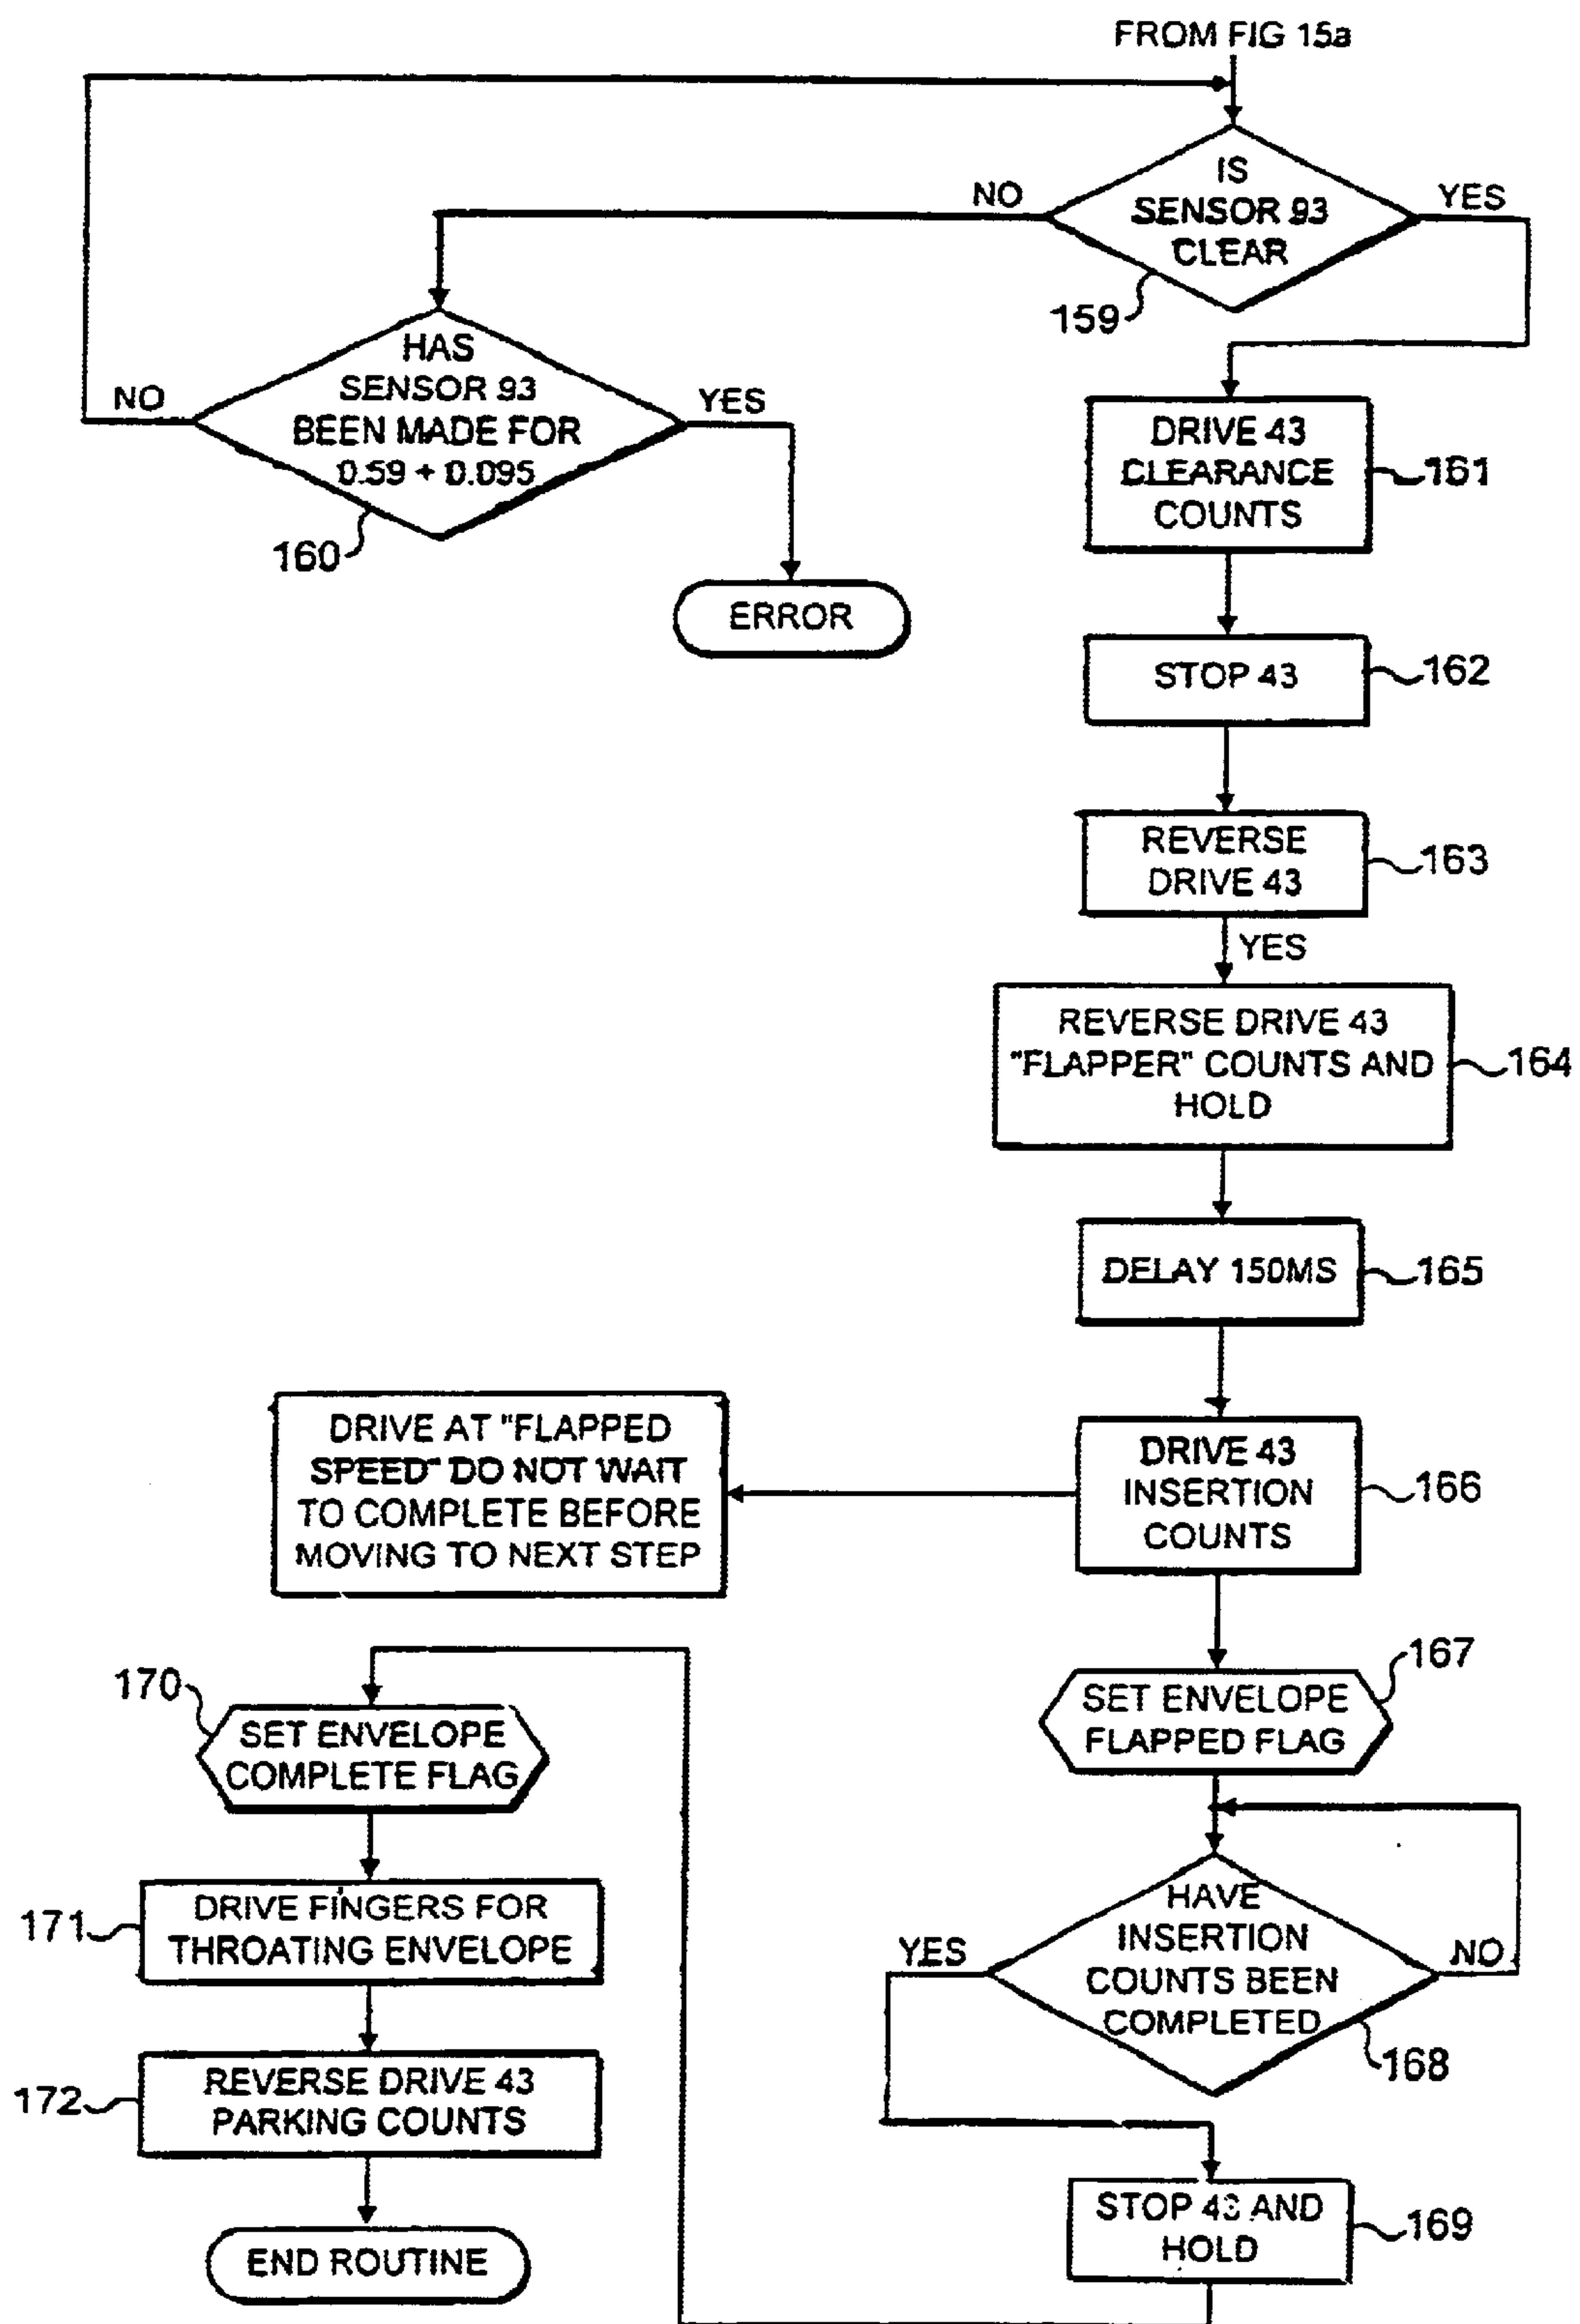 FROM FIG 15a
IS
SENSOR 93
CLEAR
NO
YES
159
HAS
SENSOR 93
BEEN MADE FOR
0.59 + 0.095
NO
YES
160
ERROR
DRIVE 43
CLEARANCE
COUNTS
161
STOP 43
162
REVERSE
DRIVE 43
163
YES
REVERSE DRIVE 43
"FLAPPER" COUNTS AND
HOLD
164
DELAY 150MS
165
DRIVE 43
INSERTION
COUNTS
166
DRIVE AT "FLAPPED
SPEED" DO NOT WAIT
TO COMPLETE BEFORE
MOVING TO NEXT STEP
SET ENVELOPE
FLAPPED FLAG
167
HAVE
INSERTION
COUNTS BEEN
COMPLETED
YES
NO
168
STOP 43 AND
HOLD
169
170
SET ENVELOPE
COMPLETE FLAG
171
DRIVE FINGERS FOR
THROATING ENVELOPE
172
REVERSE DRIVE 43
PARKING COUNTS
END ROUTINE